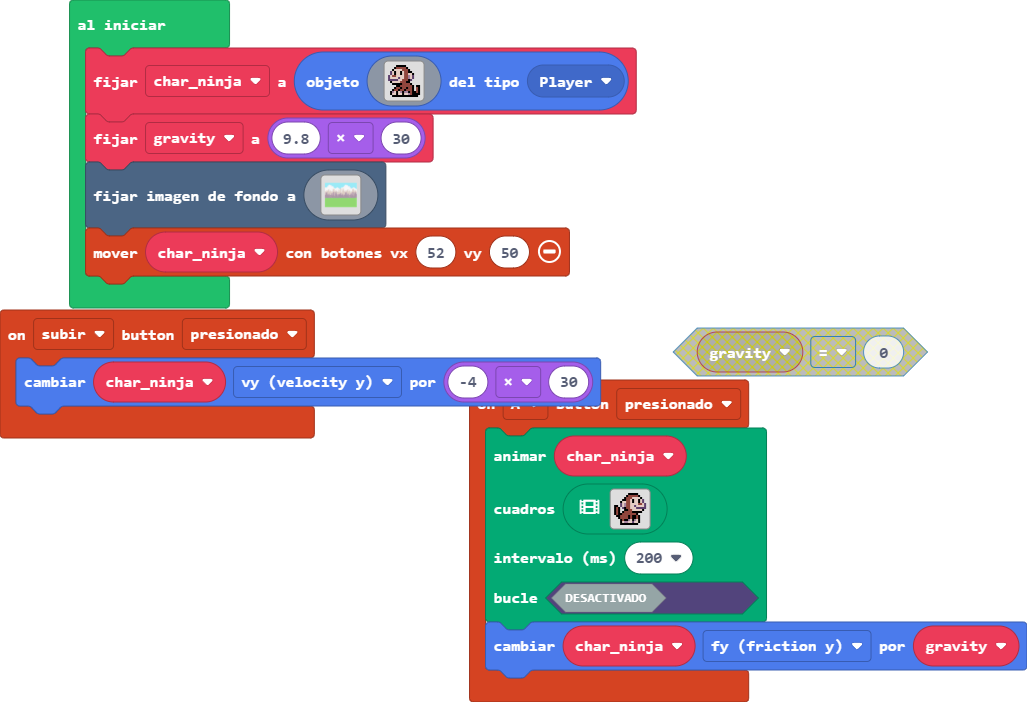 al iniciar
fijar char_ninja a objeto del tipo Player
fijar gravity a 9.8 × 30
fijar imagen de fondo a
mover char_ninja con botones vx 52 vy 50
on subir button presionado
cambiar char_ninja vy (velocity y) por -4 × 30
gravity = 0
on A button presionado
animar char_ninja
cuadros
intervalo (ms) 200
bucle DESACTIVADO
cambiar char_ninja fy (friction y) por gravity